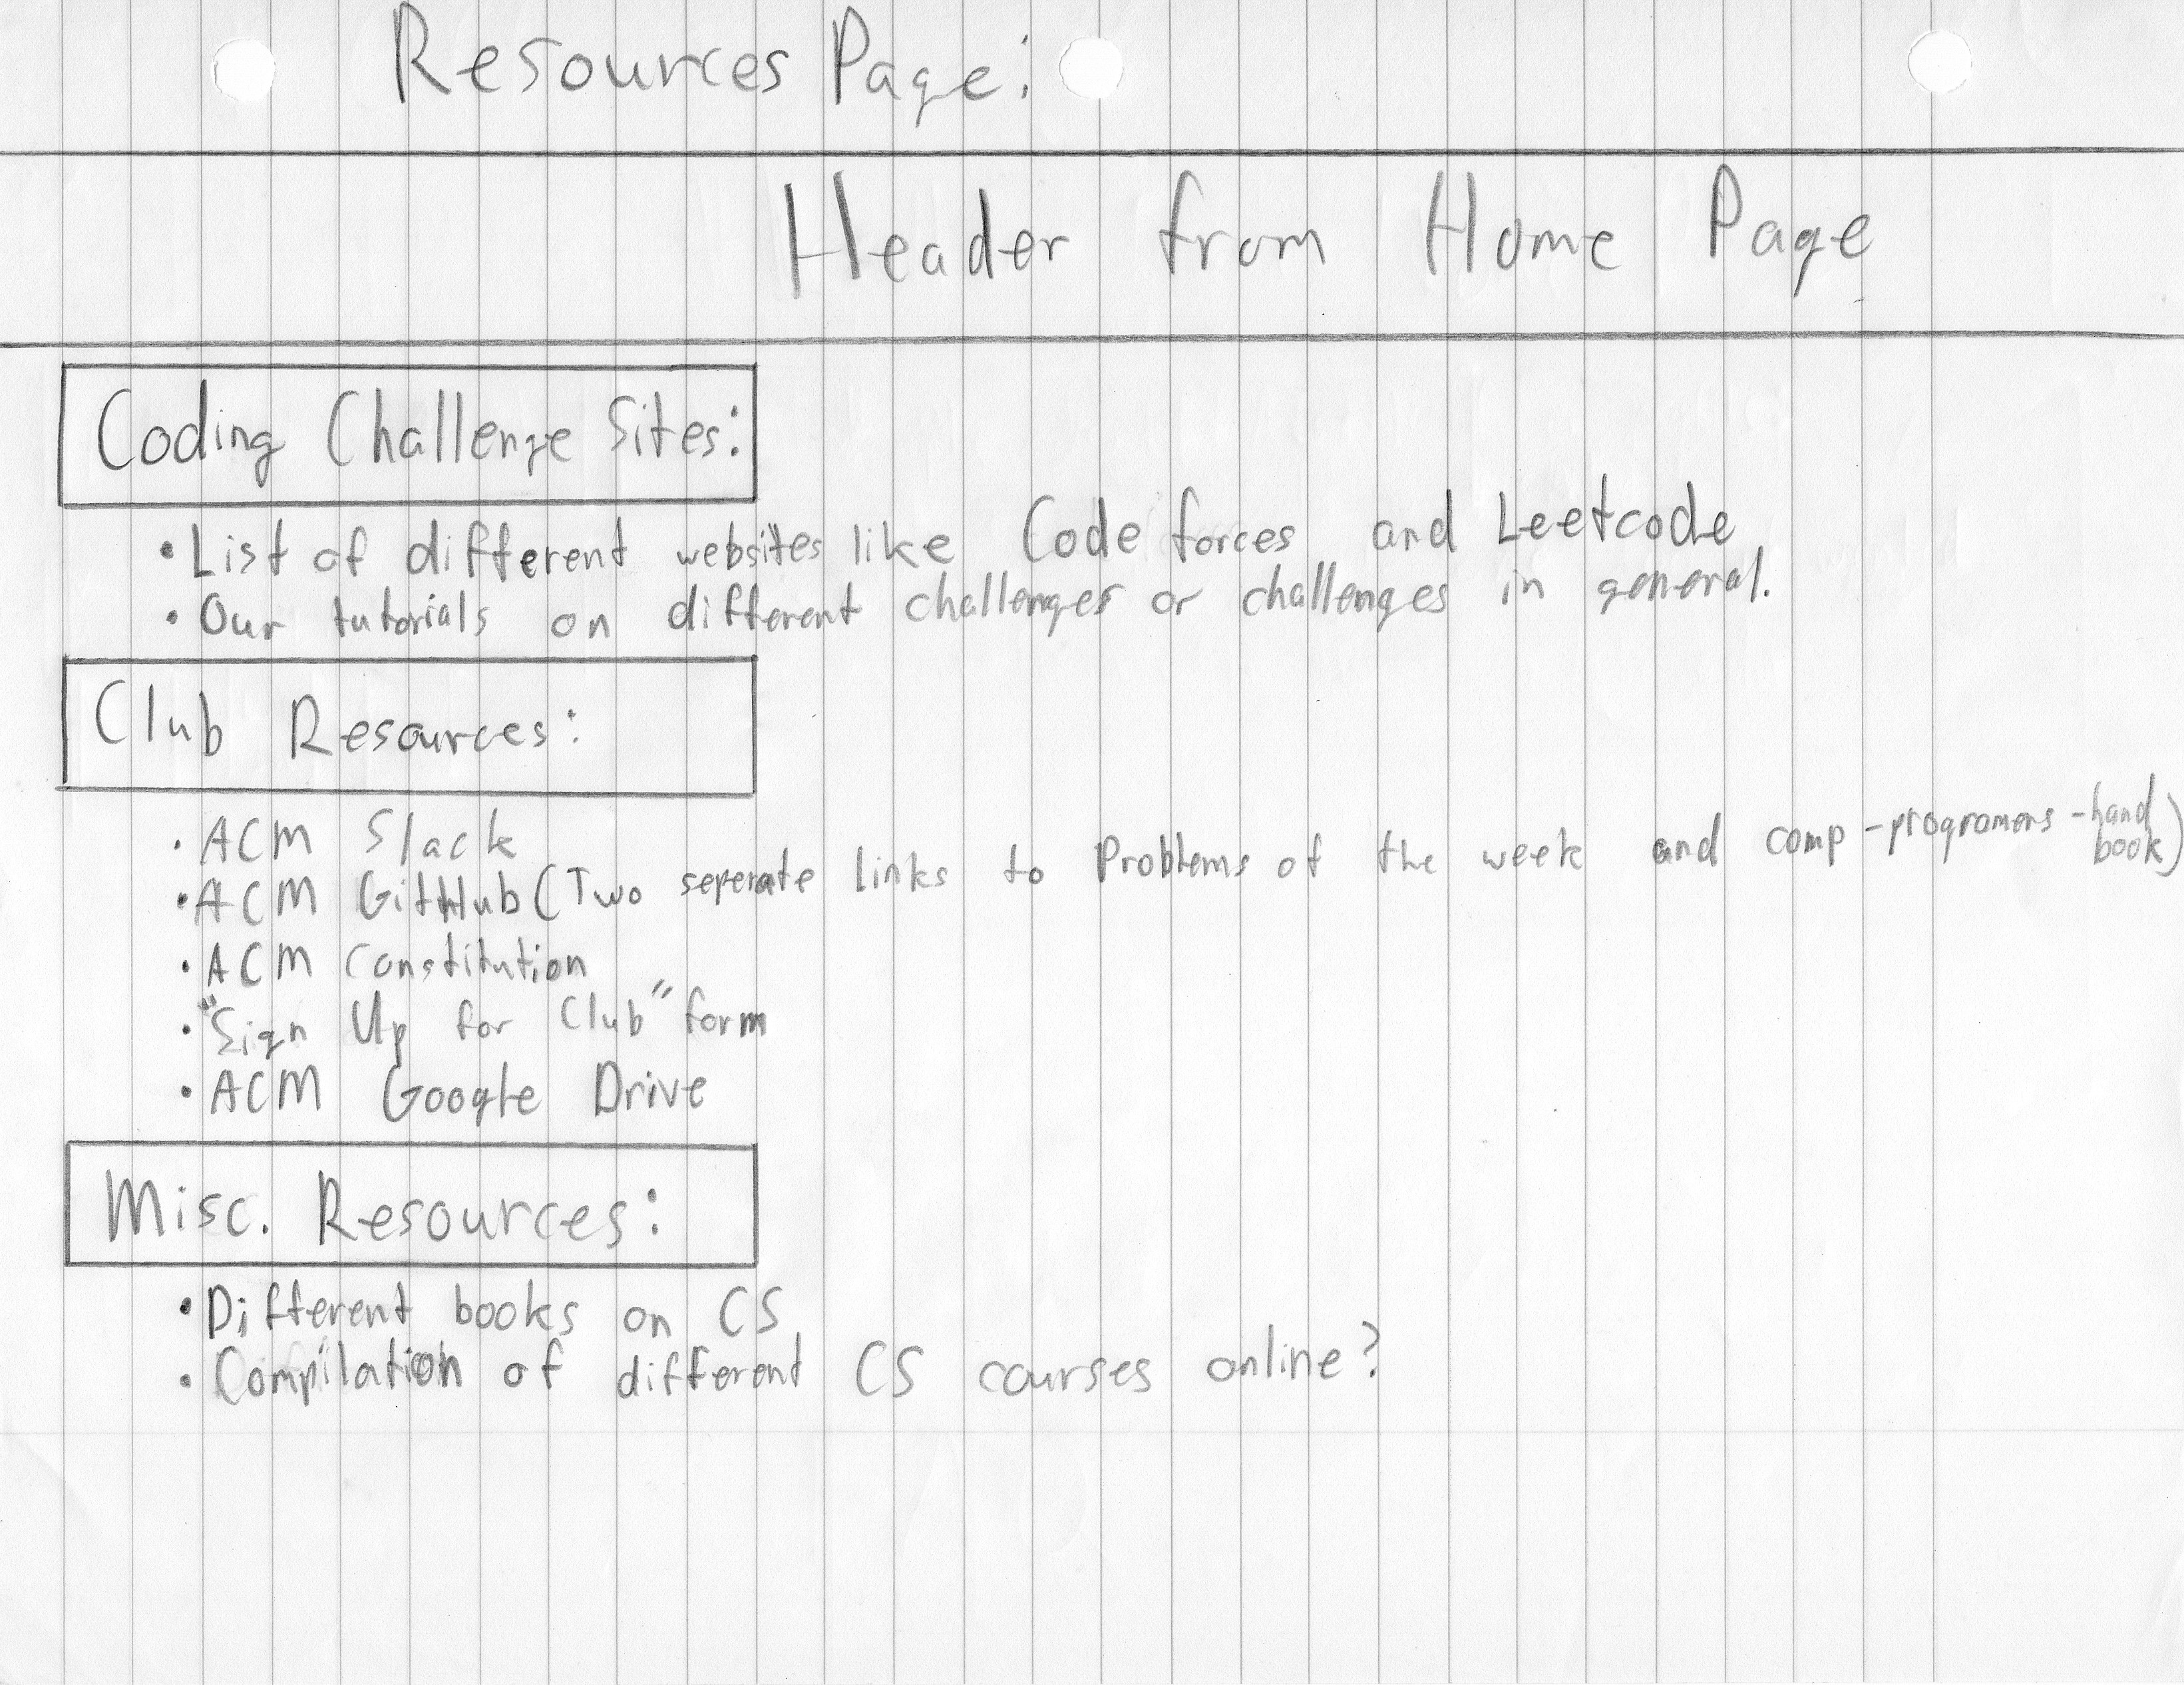 Resources Page:
Header from Home Page
Coding Challenge Sites:
• List of different websites like Codeforces and Leetcode
• Our tutorials on different challenges or challenges in general.
Club Resources:
• ACM Slack
• ACM GitHub (Two seperate links to Problems of the week and comp-programers-hand
book)
• ACM Constitution
• "Sign Up for Club" form
• ACM Google Drive
Misc. Resources:
• Different books on CS
• Compilation of different CS courses online?